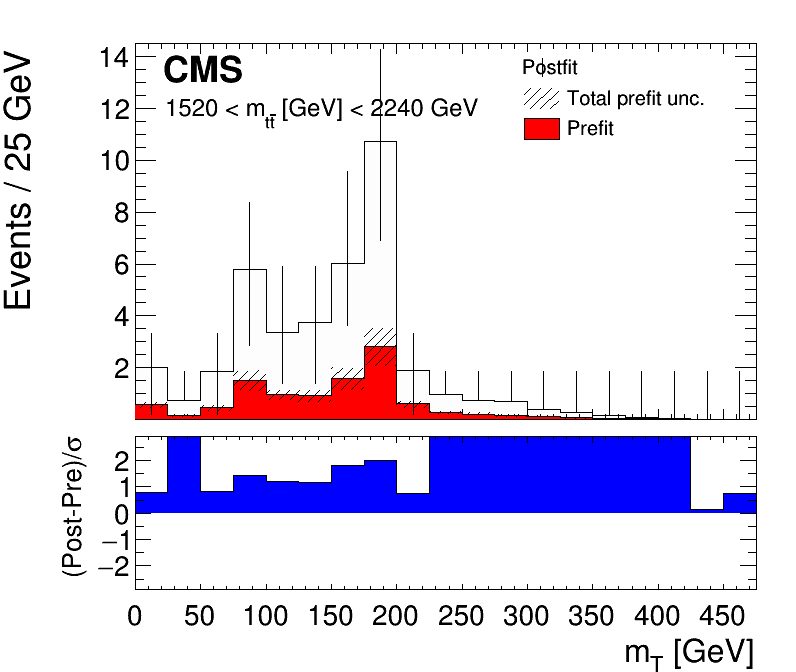 CMS
1520 < m_tt̄ [GeV] < 2240 GeV
Postfit
Total prefit unc.
Prefit
Events / 25 GeV
14
12
10
8
6
4
2
(Post-Pre)/σ
2
1
0
−1
−2
0 50 100 150 200 250 300 350 400 450
m_T [GeV]